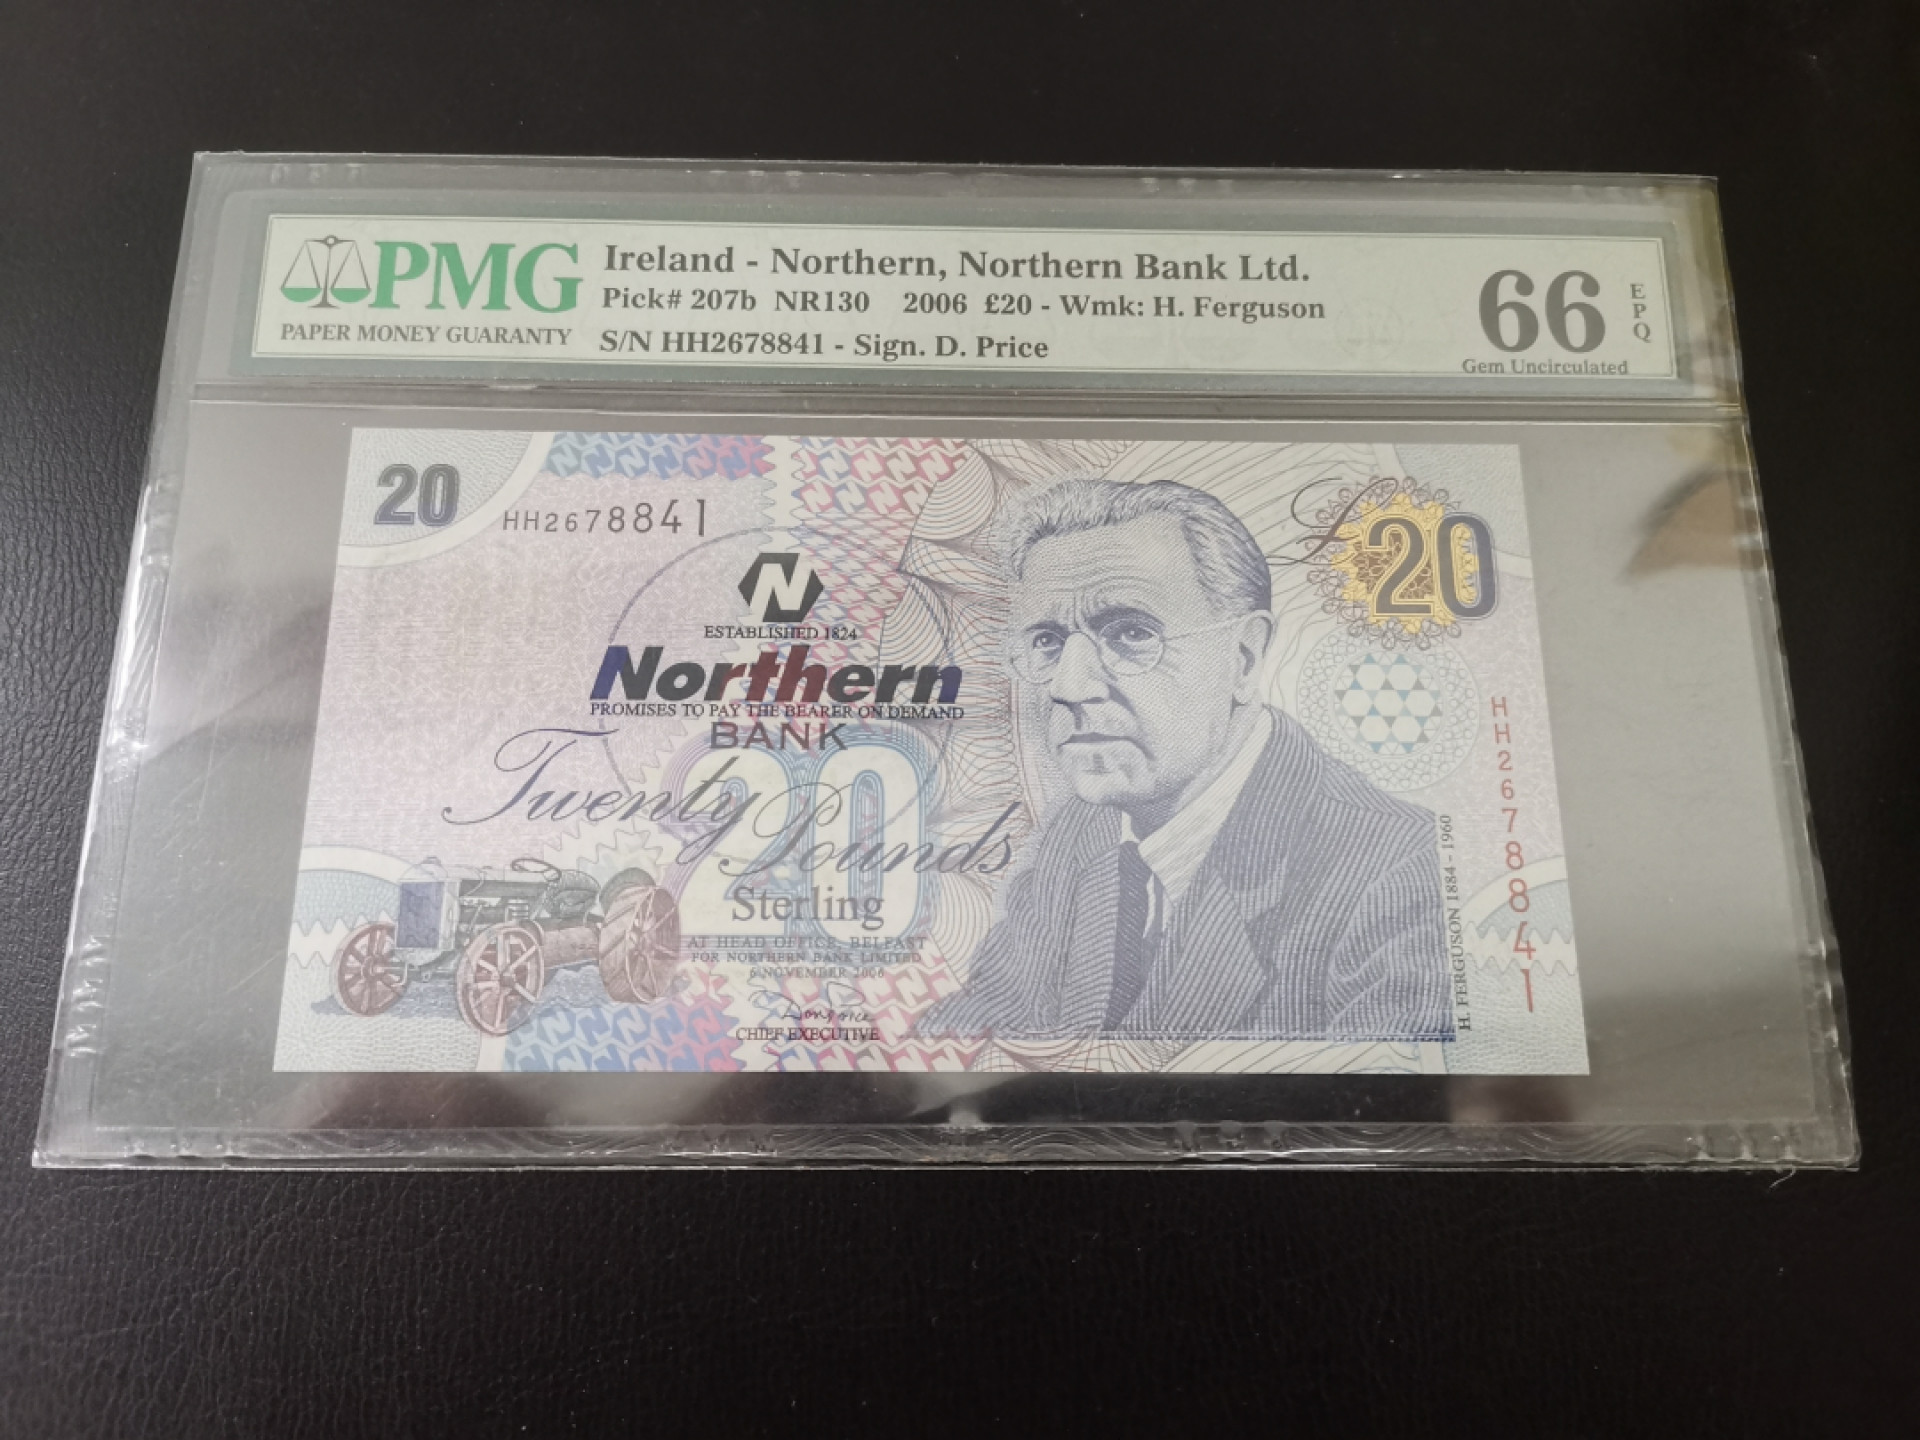 PMG
PAPER MONEY GUARANTY
Ireland - Northern, Northern Bank Ltd.
Pick# 207b NR130 2006 £20 - Wmk: H. Ferguson
S/N HH2678841 - Sign. D. Price
66
EPQ
Gem Uncirculated
20
HH2678841
£20
N
ESTABLISHED 1824
Northern
PROMISES TO PAY THE BEARER ON DEMAND
BANK
20
Twenty Pounds
Sterling
AT HEAD OFFICE, BELFAST
FOR NORTHERN BANK LIMITED
6 NOVEMBER 2006
CHIEF EXECUTIVE
H. FERGUSON 1884 - 1960
HH2678841